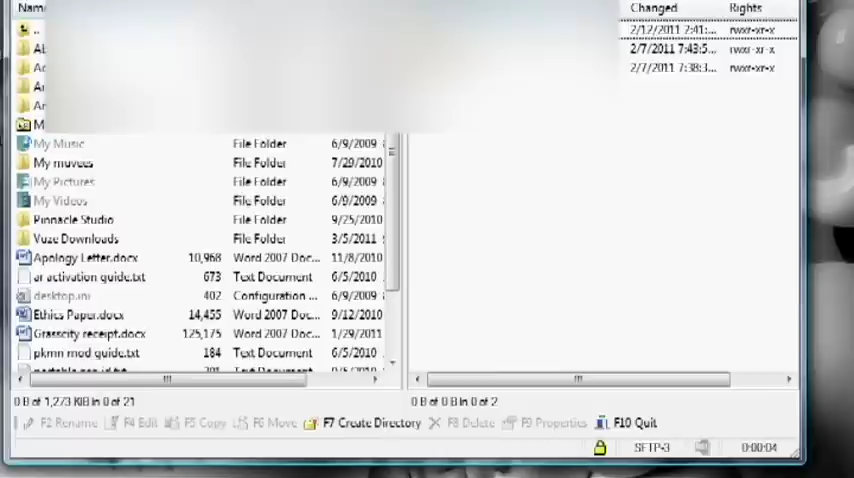 Changed Rights
..
2/12/2011 2:41:... rwxr-xr-x
2/7/2011 7:43:5... rwxr-xr-x
2/7/2011 7:38:3... rwxr-xr-x
My Music File Folder 6/9/2009
My muvees File Folder 7/29/2010
My Pictures File Folder 6/9/2009
My Videos File Folder 6/9/2009
Pinnacle Studio File Folder 9/25/2010
Vuze Downloads File Folder 3/5/2011
Apology Letter.docx 10,968 Word 2007 Doc... 11/8/2010
ar activation guide.txt 673 Text Document 6/5/2010
desktop.ini 402 Configuration ... 6/9/2009
Ethics Paper.docx 14,455 Word 2007 Doc... 9/12/2010
Grasscity receipt.docx 125,175 Word 2007 Doc... 1/29/2011
pkmn mod guide.txt 184 Text Document 6/5/2010
0 B of 1,273 KiB in 0 of 21
0 B of 0 B in 0 of 2
F2 Rename F4 Edit F5 Copy F6 Move F7 Create Directory F8 Delete F9 Properties F10 Quit
SFTP-3 0:00:04